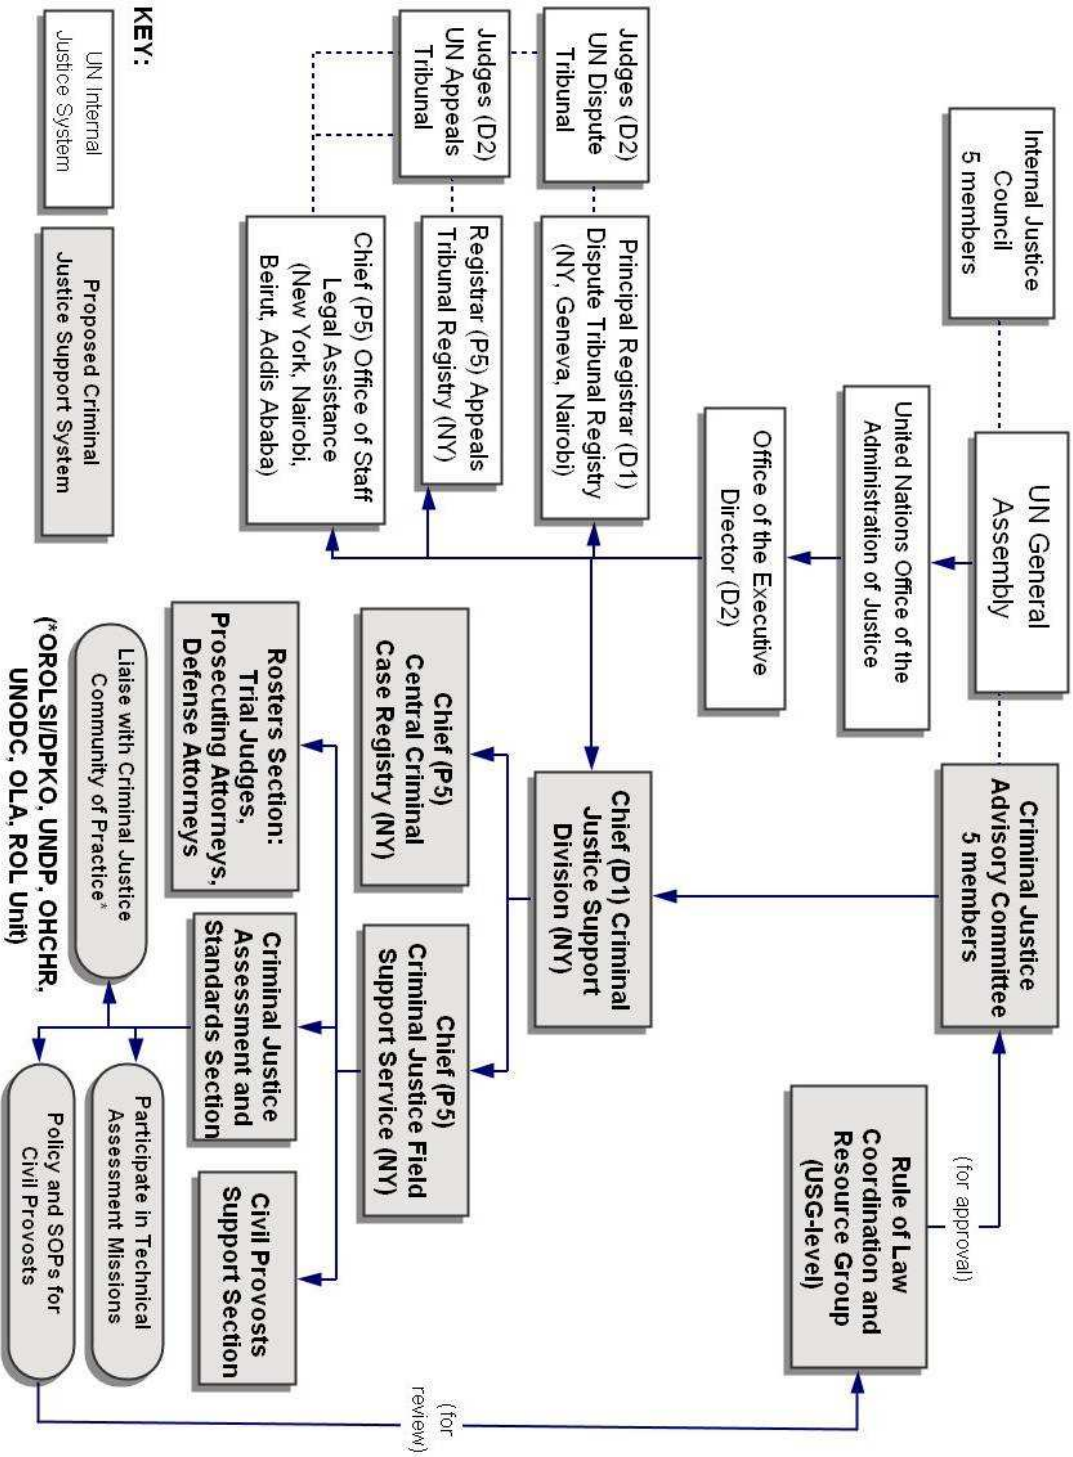 Internal Justice
Council
5 members
UN General
Assembly
Criminal Justice
Advisory Committee
5 members
(for approval)
United Nations Office of the
Administration of Justice
Rule of Law
Coordination and
Resource Group
(USG-level)
Office of the Executive
Director (D2)
Judges (D2)
UN Dispute
Tribunal
Principal Registrar (D1)
Dispute Tribunal Registry
(NY, Geneva, Nairobi)
Chief (D1) Criminal
Justice Support
Division (NY)
Judges (D2)
UN Appeals
Tribunal
Registrar (P5) Appeals
Tribunal Registry (NY)
Chief (P5)
Central Criminal
Case Registry (NY)
Chief (P5)
Criminal Justice Field
Support Service (NY)
(for
review)
Chief (P5) Office of Staff
Legal Assistance
(New York, Nairobi,
Beirut, Addis Ababa)
Rosters Section:
Trial Judges,
Prosecuting Attorneys,
Defense Attorneys
Criminal Justice
Assessment and
Standards Section
Civil Provosts
Support Section
KEY:
UN Internal
Justice System
Proposed Criminal
Justice Support System
Liaise with Criminal Justice
Community of Practice*
Participate in Technical
Assessment Missions
Policy and SOPs for
Civil Provosts
(*OROLSI/DPKO, UNDP, OHCHR,
UNODC, OLA, ROL Unit)